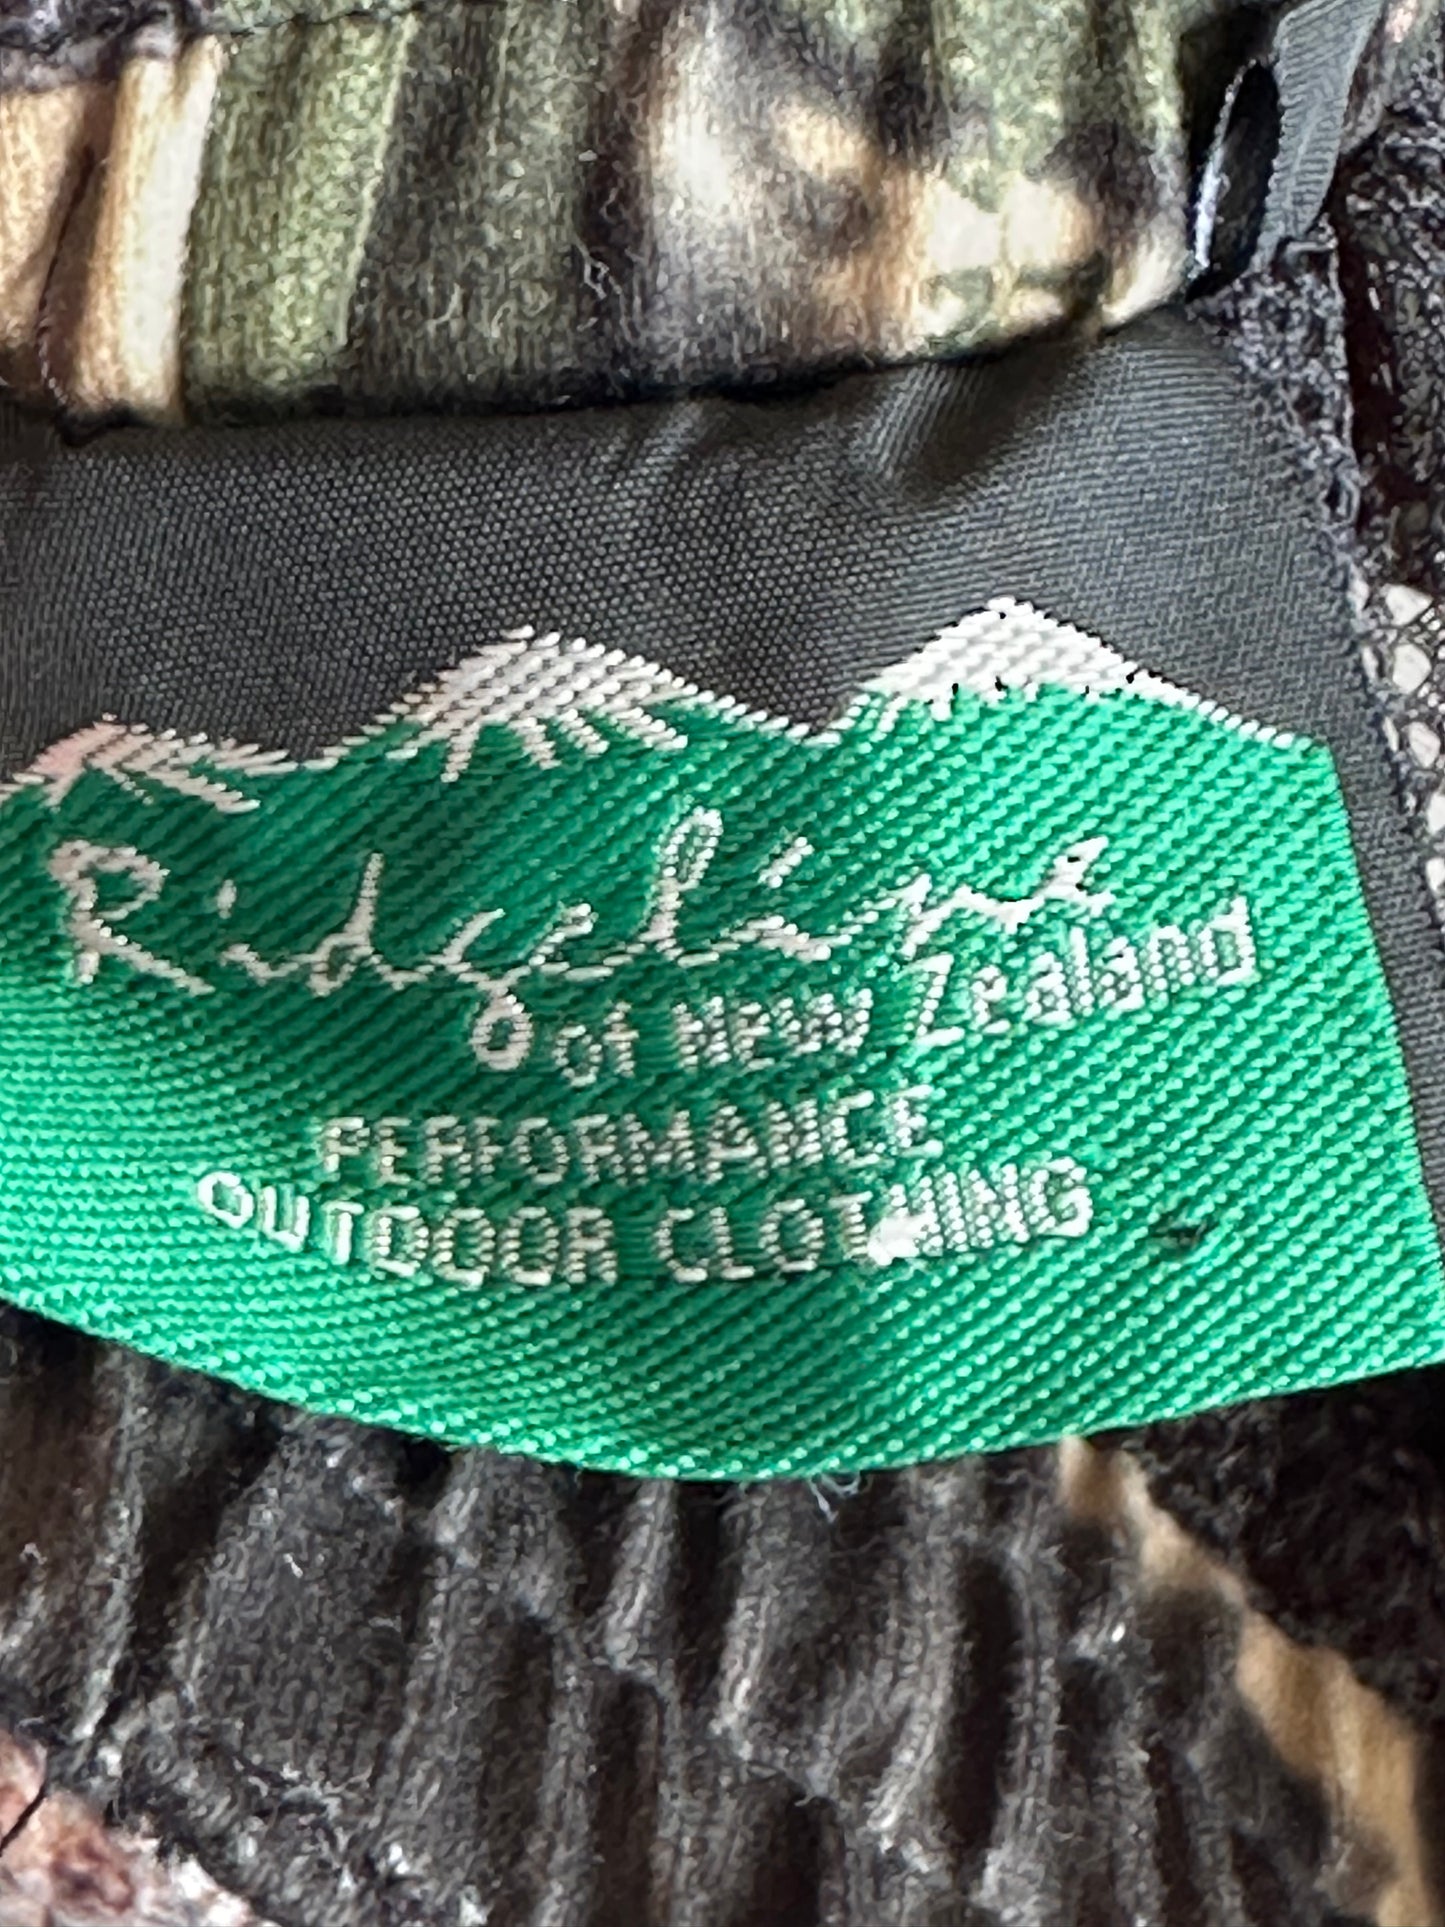 Ridgeline
of New Zealand
PERFORMANCE
OUTDOOR CLOTHING